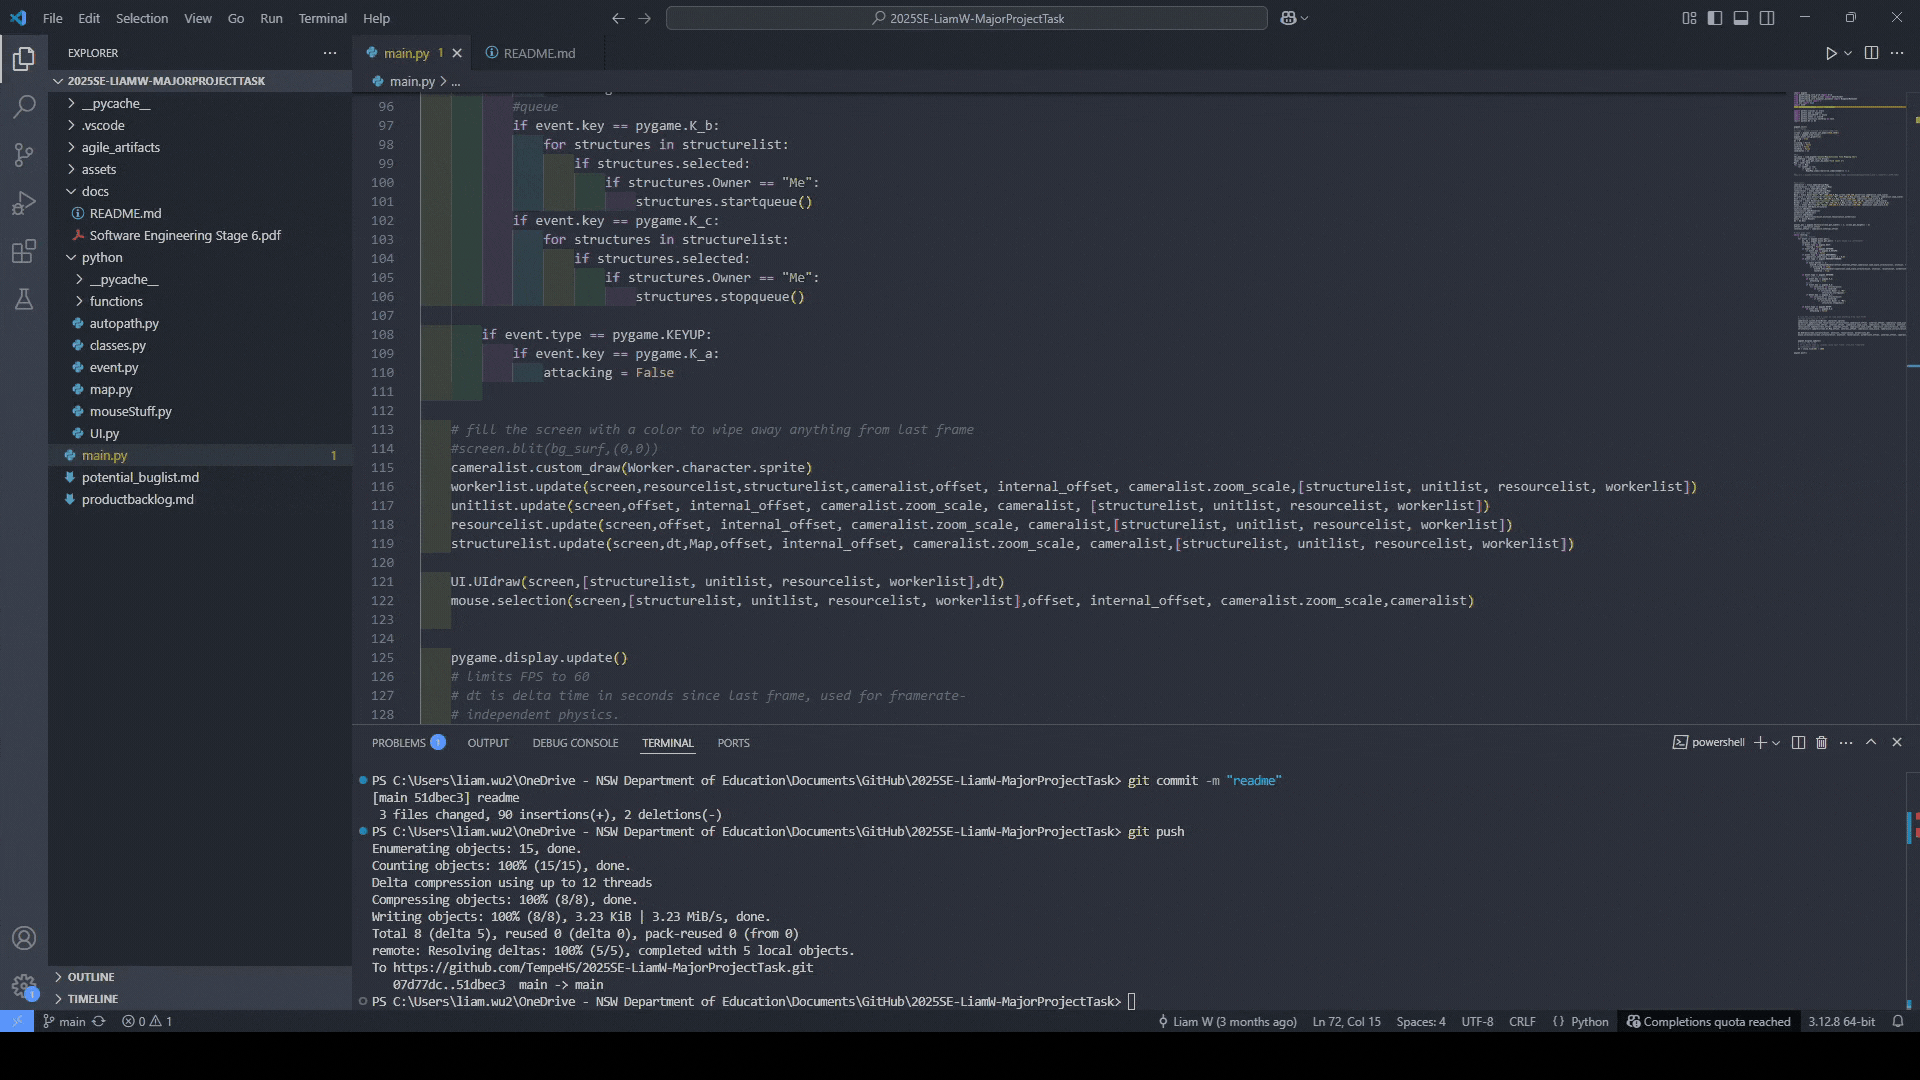 File Edit Selection View Go Run Terminal Help
2025SE-LiamW-MajorProjectTask
EXPLORER
2025SE-LIAMW-MAJORPROJECTTASK
__pycache__
.vscode
agile_artifacts
assets
docs
README.md
Software Engineering Stage 6.pdf
python
__pycache__
functions
autopath.py
classes.py
event.py
map.py
mouseStuff.py
UI.py
main.py 1
potential_buglist.md
productbacklog.md
OUTLINE
TIMELINE
main.py 1
README.md
main.py > ...
96 #queue
97 if event.key == pygame.K_b:
98 for structures in structurelist:
99 if structures.selected:
100 if structures.Owner == "Me":
101 structures.startqueue()
102 if event.key == pygame.K_c:
103 for structures in structurelist:
104 if structures.selected:
105 if structures.Owner == "Me":
106 structures.stopqueue()
107
108 if event.type == pygame.KEYUP:
109 if event.key == pygame.K_a:
110 attacking = False
111
112
113 # fill the screen with a color to wipe away anything from last frame
114 #screen.blit(bg_surf,(0,0))
115 cameralist.custom_draw(Worker.character.sprite)
116 workerlist.update(screen,resourcelist,structurelist,cameralist,offset, internal_offset, cameralist.zoom_scale,[structurelist, unitlist, resourcelist, workerlist])
117 unitlist.update(screen,offset, internal_offset, cameralist.zoom_scale, cameralist, [structurelist, unitlist, resourcelist, workerlist])
118 resourcelist.update(screen,offset, internal_offset, cameralist.zoom_scale, cameralist,[structurelist, unitlist, resourcelist, workerlist])
119 structurelist.update(screen,dt,Map,offset, internal_offset, cameralist.zoom_scale, cameralist,[structurelist, unitlist, resourcelist, workerlist])
120
121 UI.UIdraw(screen,[structurelist, unitlist, resourcelist, workerlist],dt)
122 mouse.selection(screen,[structurelist, unitlist, resourcelist, workerlist],offset, internal_offset, cameralist.zoom_scale,cameralist)
123
124
125 pygame.display.update()
126 # limits FPS to 60
127 # dt is delta time in seconds since last frame, used for framerate-
128 # independent physics.
PROBLEMS 1 OUTPUT DEBUG CONSOLE TERMINAL PORTS
powershell
PS C:\Users\liam.wu2\OneDrive - NSW Department of Education\Documents\GitHub\2025SE-LiamW-MajorProjectTask> git commit -m "readme"
[main 51dbec3] readme
3 files changed, 90 insertions(+), 2 deletions(-)
PS C:\Users\liam.wu2\OneDrive - NSW Department of Education\Documents\GitHub\2025SE-LiamW-MajorProjectTask> git push
Enumerating objects: 15, done.
Counting objects: 100% (15/15), done.
Delta compression using up to 12 threads
Compressing objects: 100% (8/8), done.
Writing objects: 100% (8/8), 3.23 KiB | 3.23 MiB/s, done.
Total 8 (delta 5), reused 0 (delta 0), pack-reused 0 (from 0)
remote: Resolving deltas: 100% (5/5), completed with 5 local objects.
To https://github.com/TempeHS/2025SE-LiamW-MajorProjectTask.git
07d77dc..51dbec3 main -> main
PS C:\Users\liam.wu2\OneDrive - NSW Department of Education\Documents\GitHub\2025SE-LiamW-MajorProjectTask>
1
main 0 1
Liam W (3 months ago) Ln 72, Col 15 Spaces: 4 UTF-8 CRLF {} Python Completions quota reached 3.12.8 64-bit